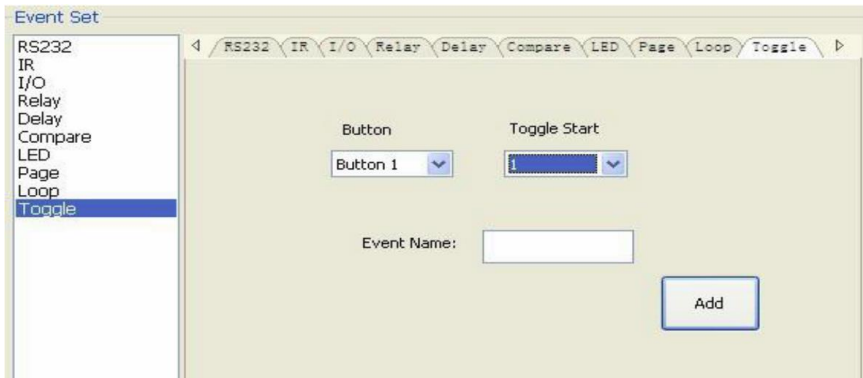 Event Set
RS232
IR
I/O
Relay
Delay
Compare
LED
Page
Loop
Toggle
RS232 IR I/O Relay Delay Compare LED Page Loop Toggle
Button Toggle Start
Button 1 1
Event Name:
Add